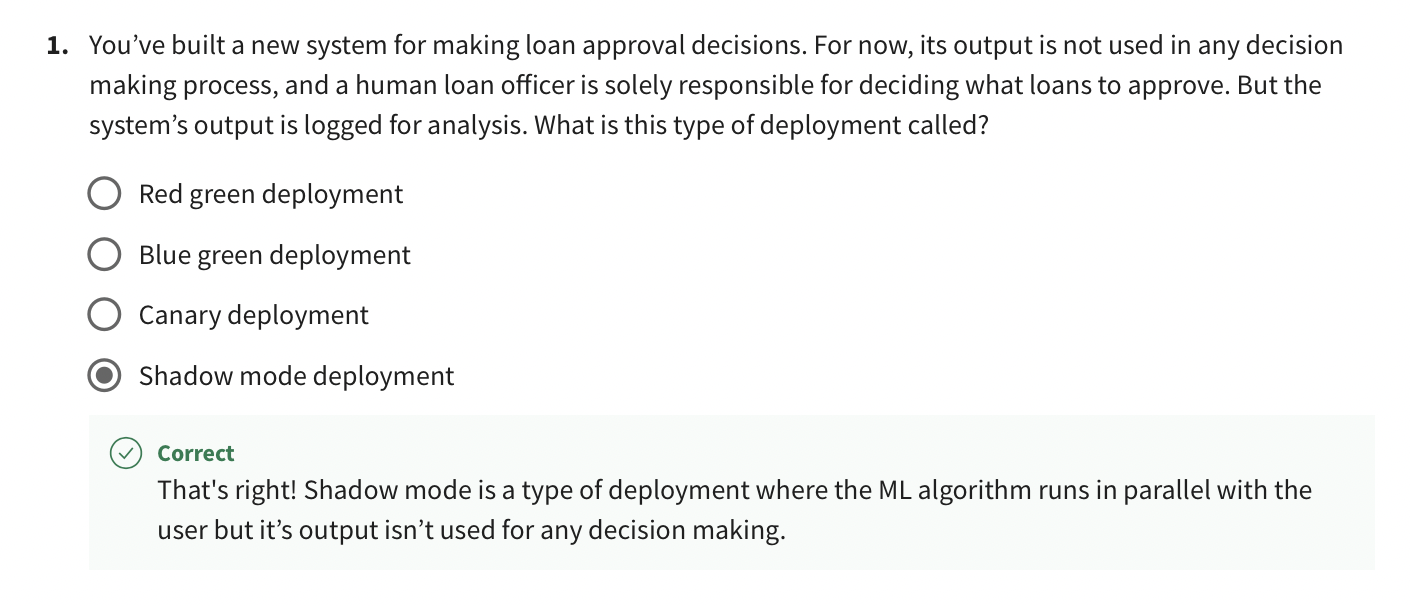 1. You’ve built a new system for making loan approval decisions. For now, its output is not used in any decision
making process, and a human loan officer is solely responsible for deciding what loans to approve. But the
system’s output is logged for analysis. What is this type of deployment called?
Red green deployment
Blue green deployment
Canary deployment
Shadow mode deployment
Correct
That's right! Shadow mode is a type of deployment where the ML algorithm runs in parallel with the
user but it’s output isn’t used for any decision making.